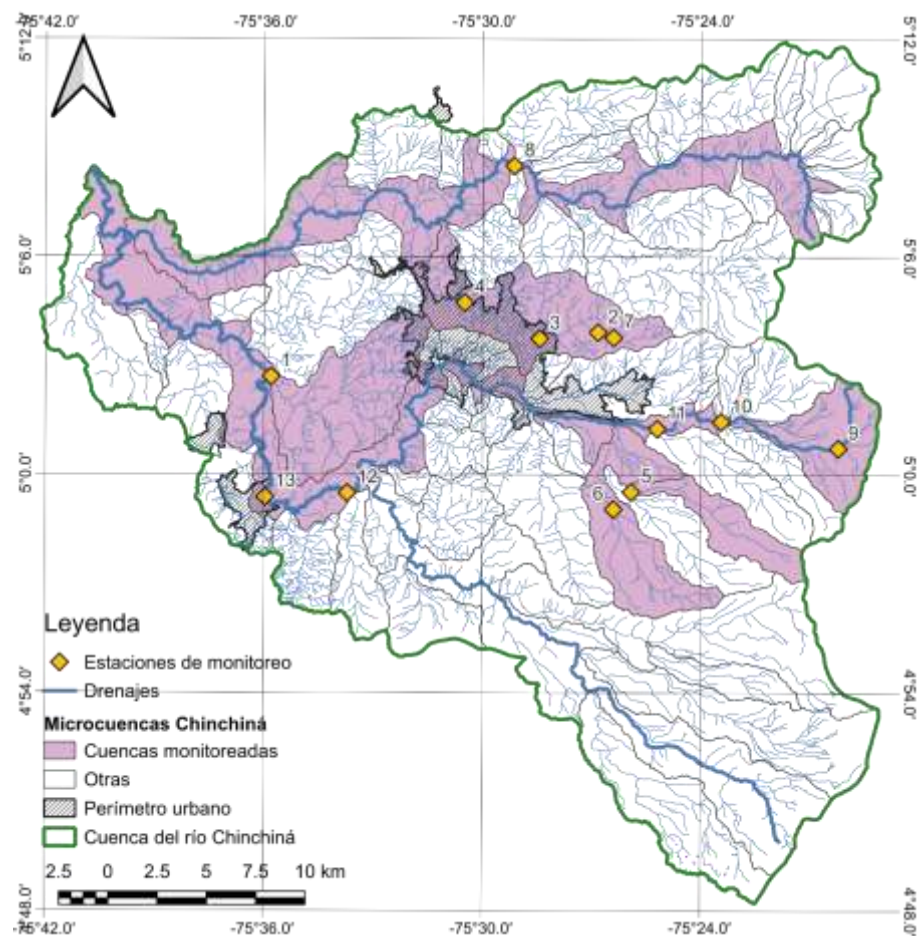 -75°42.0' -75°36.0' -75°30.0' -75°24.0'
5°12.0' 5°12.0'
8
5°6.0' 5°6.0'
4
3 2 7
1
11 10
9
5°0.0' 5°0.0'
13 12 6 5
Leyenda
Estaciones de monitoreo
Drenajes
4°54.0' 4°54.0'
Microcuencas Chinchiná
Cuencas monitoreadas
Otras
Perímetro urbano
Cuenca del río Chinchiná
2.5 0 2.5 5 7.5 10 km
4°48.0' 4°48.0'
-75°42.0' -75°36.0' -75°30.0' -75°24.0'